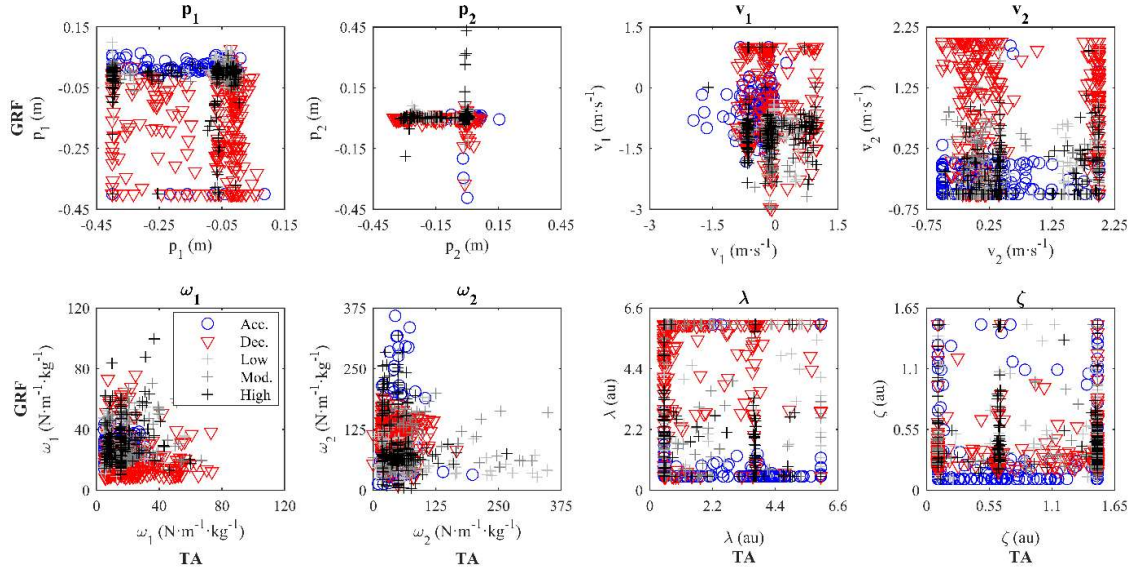 p₁ p₂ v₁ v₂
0.15 0.45 1.5 2.25
-0.05 0.15 0 1.25
-0.25 -0.15 -1.5 0.25
-0.45 -0.45 -3 -0.75
GRF
p₁ (m) p₂ (m) v₁ (m·s⁻¹) v₂ (m·s⁻¹)
-0.45 -0.25 -0.05 0.15 -0.45 -0.15 0.15 0.45 -3 -1.5 0 1.5 -0.75 0.25 1.25 2.25
p₁ (m) p₂ (m) v₁ (m·s⁻¹) v₂ (m·s⁻¹)
ω₁ ω₂ λ ζ
120 375 6.6 1.65
80 250 4.4 1.1
40 125 2.2 0.55
0 0 0 0
Acc.
Dec.
Low
Mod.
High
GRF
ω₁ (N·m⁻¹·kg⁻¹) ω₂ (N·m⁻¹·kg⁻¹) λ (au) ζ (au)
0 40 80 120 0 125 250 375 0 2.2 4.4 6.6 0 0.55 1.1 1.65
ω₁ (N·m⁻¹·kg⁻¹) ω₂ (N·m⁻¹·kg⁻¹) λ (au) ζ (au)
TA TA TA TA